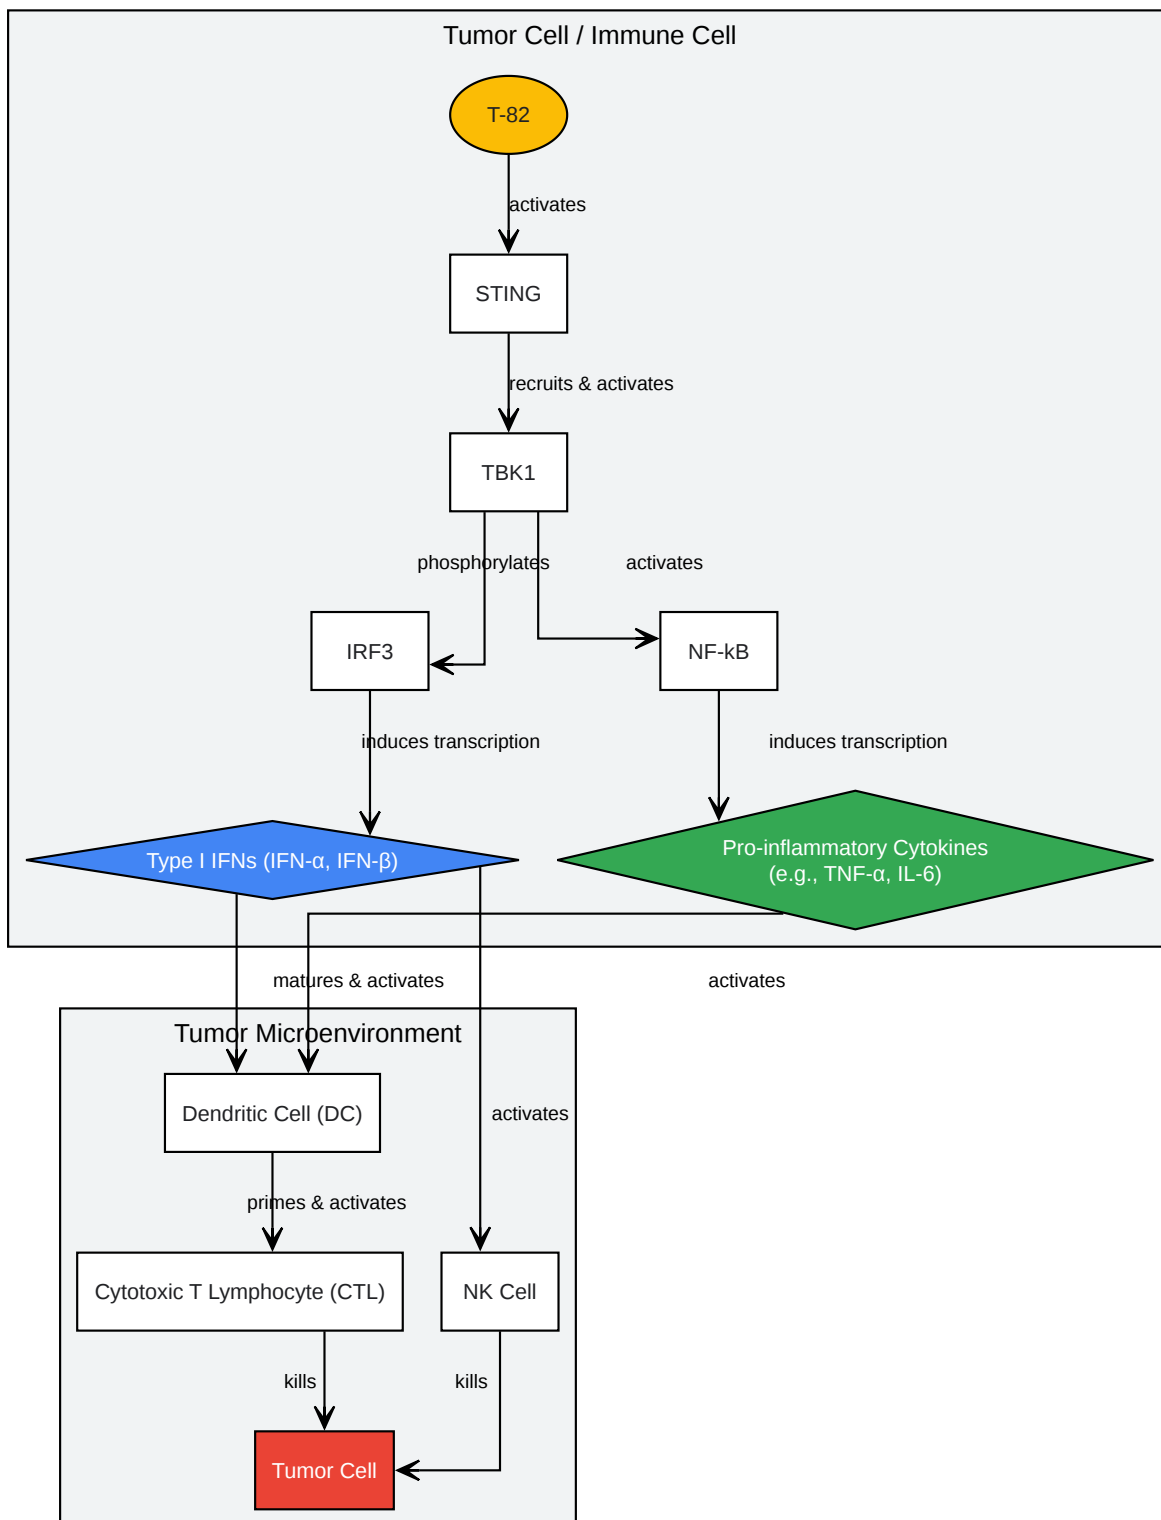 Tumor Cell / Immune Cell
T-82
activates
STING
recruits & activates
TBK1
phosphorylates
activates
IRF3
NF-kB
induces transcription
induces transcription
Type I IFNs (IFN-α, IFN-β)
Pro-inflammatory Cytokines
(e.g., TNF-α, IL-6)
matures & activates
activates
Tumor Microenvironment
Dendritic Cell (DC)
activates
primes & activates
Cytotoxic T Lymphocyte (CTL)
NK Cell
kills
kills
Tumor Cell